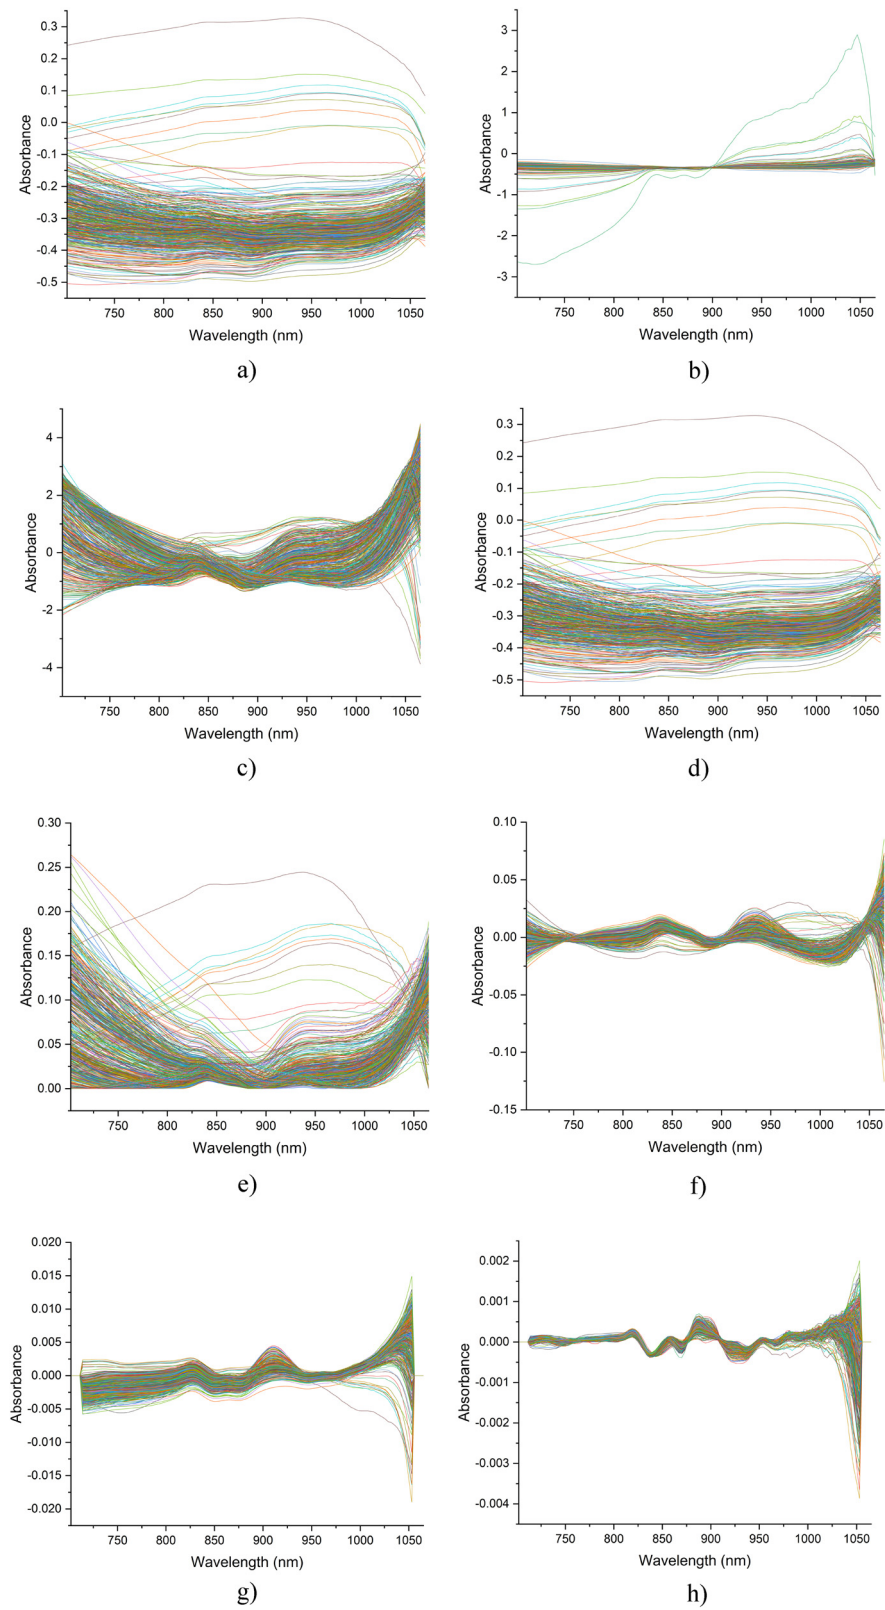 0.3
0.2
0.1
0.0
-0.1
-0.2
-0.3
-0.4
-0.5
Absorbance
750 800 850 900 950 1000 1050
Wavelength (nm)
a)
3
2
1
0
-1
-2
-3
Absorbance
750 800 850 900 950 1000 1050
Wavelength (nm)
b)
4
2
0
-2
-4
Absorbance
750 800 850 900 950 1000 1050
Wavelength (nm)
c)
0.3
0.2
0.1
0.0
-0.1
-0.2
-0.3
-0.4
-0.5
Absorbance
750 800 850 900 950 1000 1050
Wavelength (nm)
d)
0.30
0.25
0.20
0.15
0.10
0.05
0.00
Absorbance
750 800 850 900 950 1000 1050
Wavelength (nm)
e)
0.10
0.05
0.00
-0.05
-0.10
-0.15
Absorbance
750 800 850 900 950 1000 1050
Wavelength (nm)
f)
0.020
0.015
0.010
0.005
0.000
-0.005
-0.010
-0.015
-0.020
Absorbance
750 800 850 900 950 1000 1050
Wavelength (nm)
g)
0.002
0.001
0.000
-0.001
-0.002
-0.003
-0.004
Absorbance
750 800 850 900 950 1000 1050
Wavelength (nm)
h)